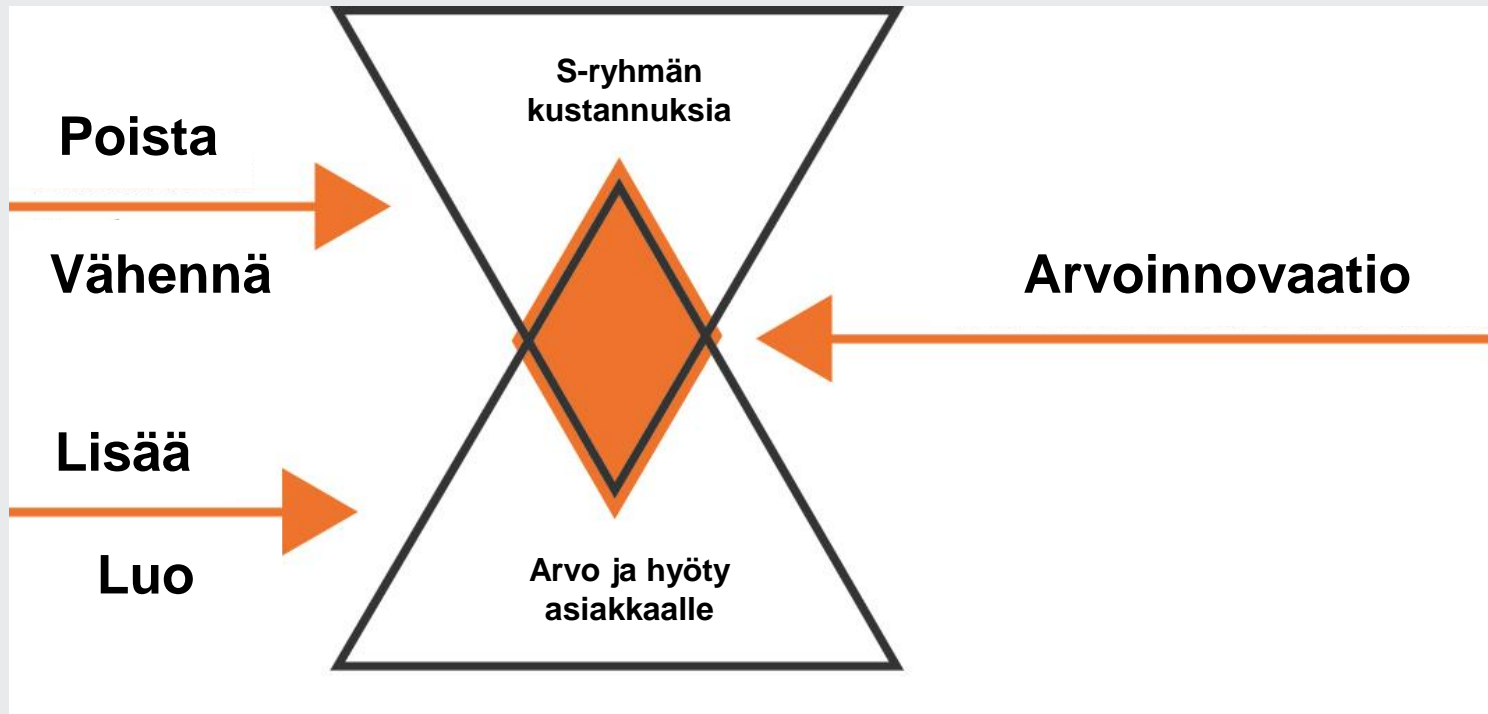 S-ryhmän
kustannuksia
Poista
Vähennä
Arvoinnovaatio
Lisää
Luo
Arvo ja hyöty
asiakkaalle